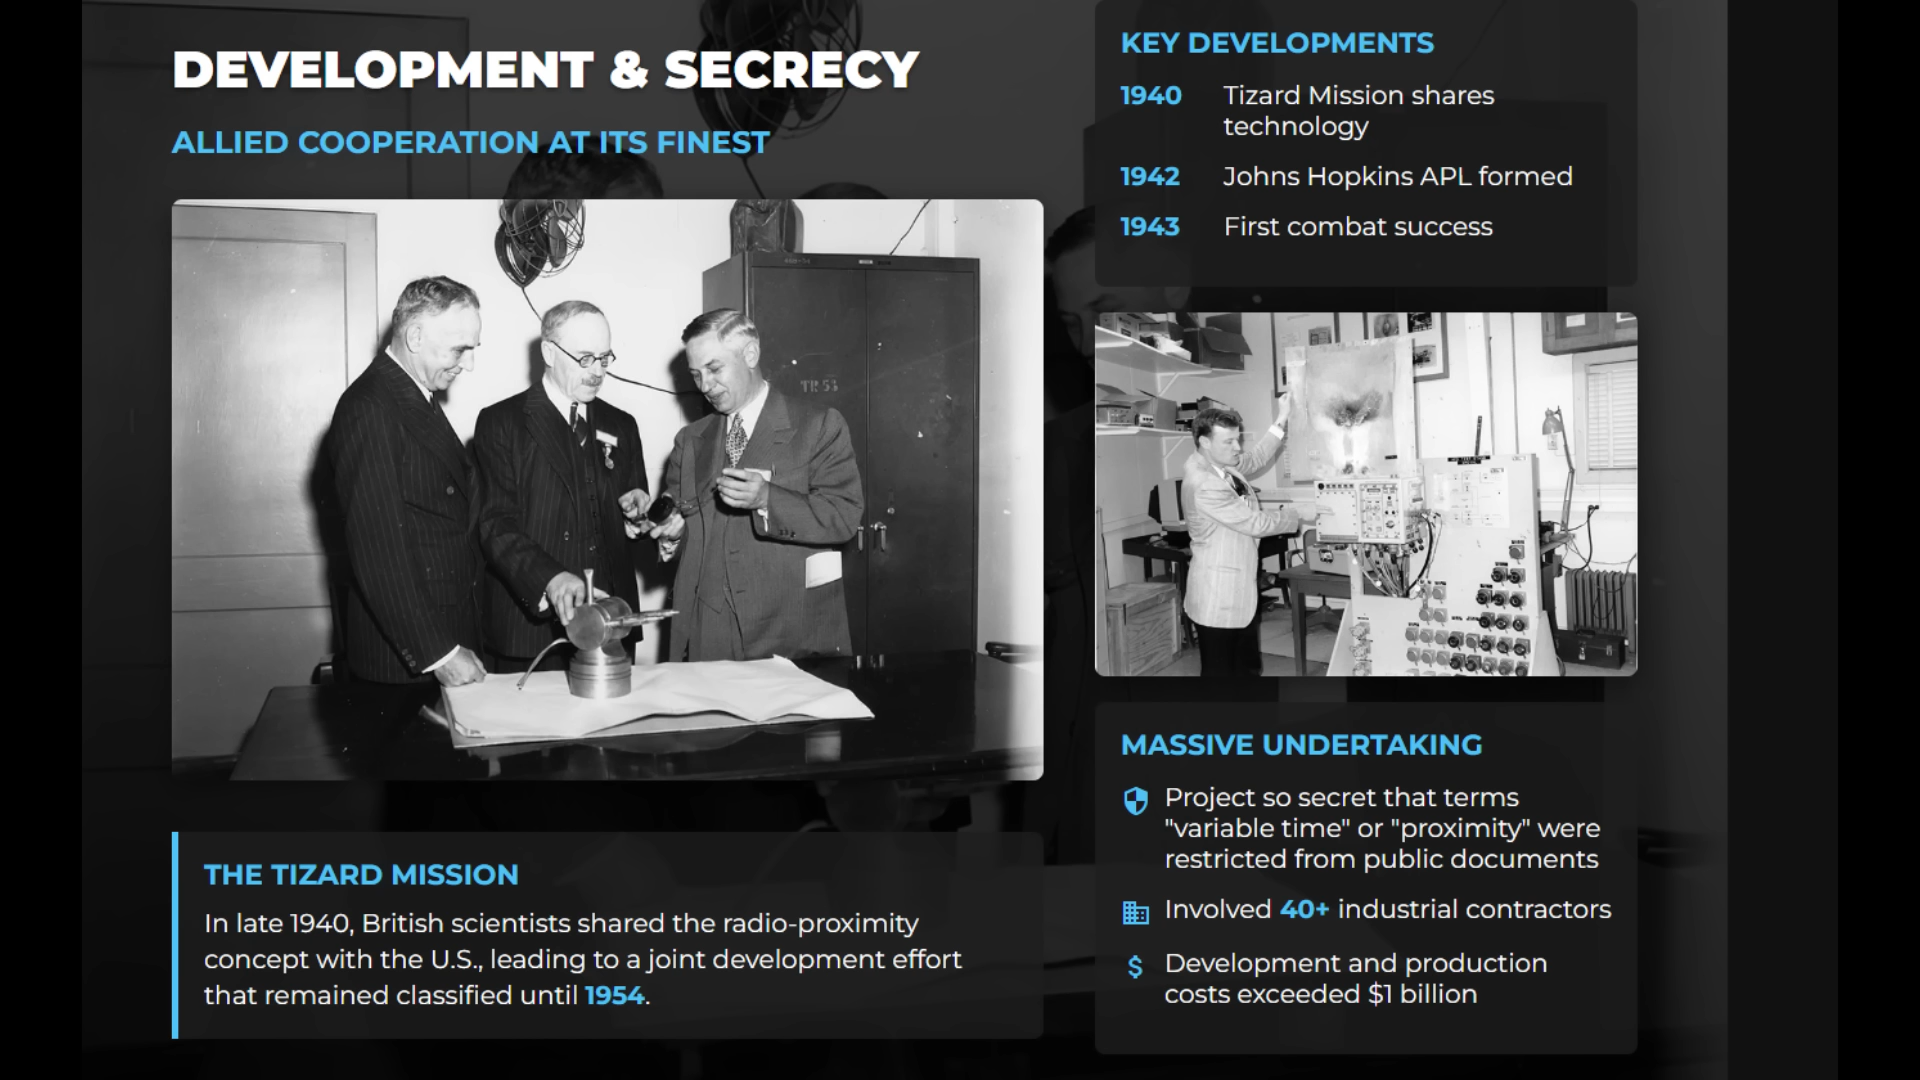 DEVELOPMENT & SECRECY
ALLIED COOPERATION AT ITS FINEST
TR 53
THE TIZARD MISSION
In late 1940, British scientists shared the radio-proximity
concept with the U.S., leading to a joint development effort
that remained classified until 1954.
KEY DEVELOPMENTS
1940 Tizard Mission shares
technology
1942 Johns Hopkins APL formed
1943 First combat success
MASSIVE UNDERTAKING
Project so secret that terms
"variable time" or "proximity" were
restricted from public documents
Involved 40+ industrial contractors
Development and production
costs exceeded $1 billion